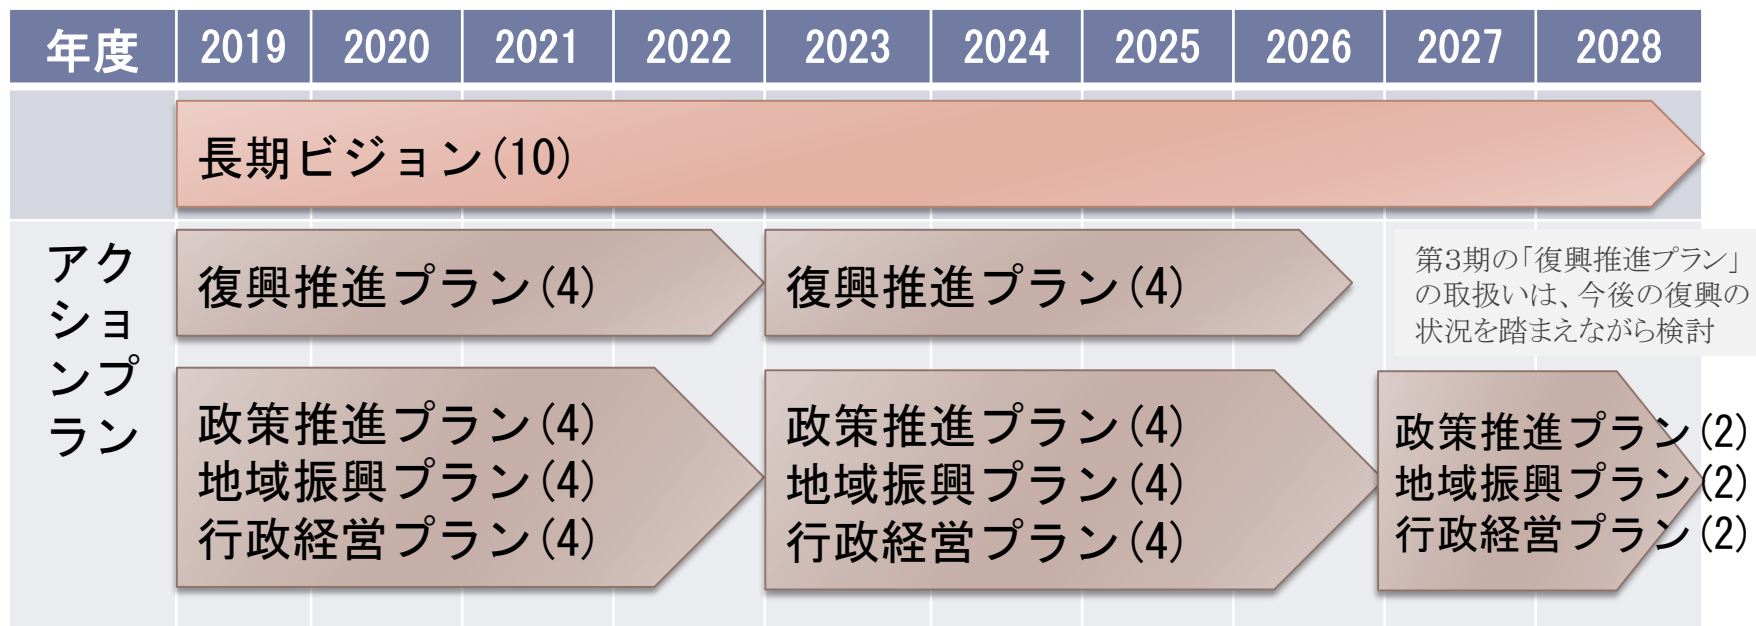 年度 2019 2020 2021 2022 2023 2024 2025 2026 2027 2028
長期ビジョン(10)
アク
ショ
ンプ
ラン
復興推進プラン(4)
復興推進プラン(4)
第3期の「復興推進プラン」
の取扱いは、今後の復興の
状況を踏まえながら検討
政策推進プラン(4)
地域振興プラン(4)
行政経営プラン(4)
政策推進プラン(4)
地域振興プラン(4)
行政経営プラン(4)
政策推進プラン(2)
地域振興プラン(2)
行政経営プラン(2)